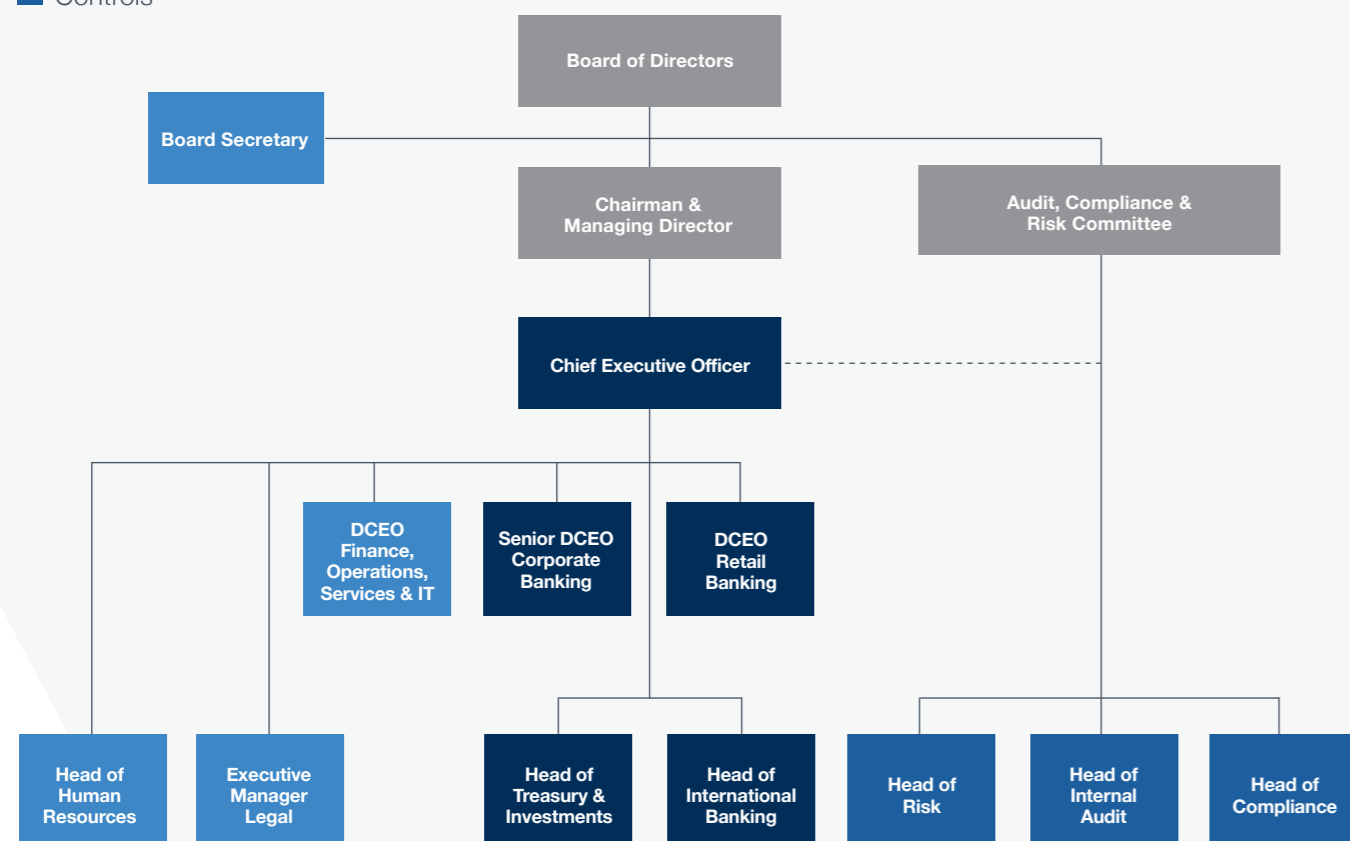 Controls
Board of Directors
Board Secretary
Chairman &
Managing Director
Audit, Compliance &
Risk Committee
Chief Executive Officer
DCEO
Finance,
Operations,
Services & IT
Senior DCEO
Corporate
Banking
DCEO
Retail
Banking
Head of
Human
Resources
Executive
Manager
Legal
Head of
Treasury &
Investments
Head of
International
Banking
Head of
Risk
Head of
Internal
Audit
Head of
Compliance